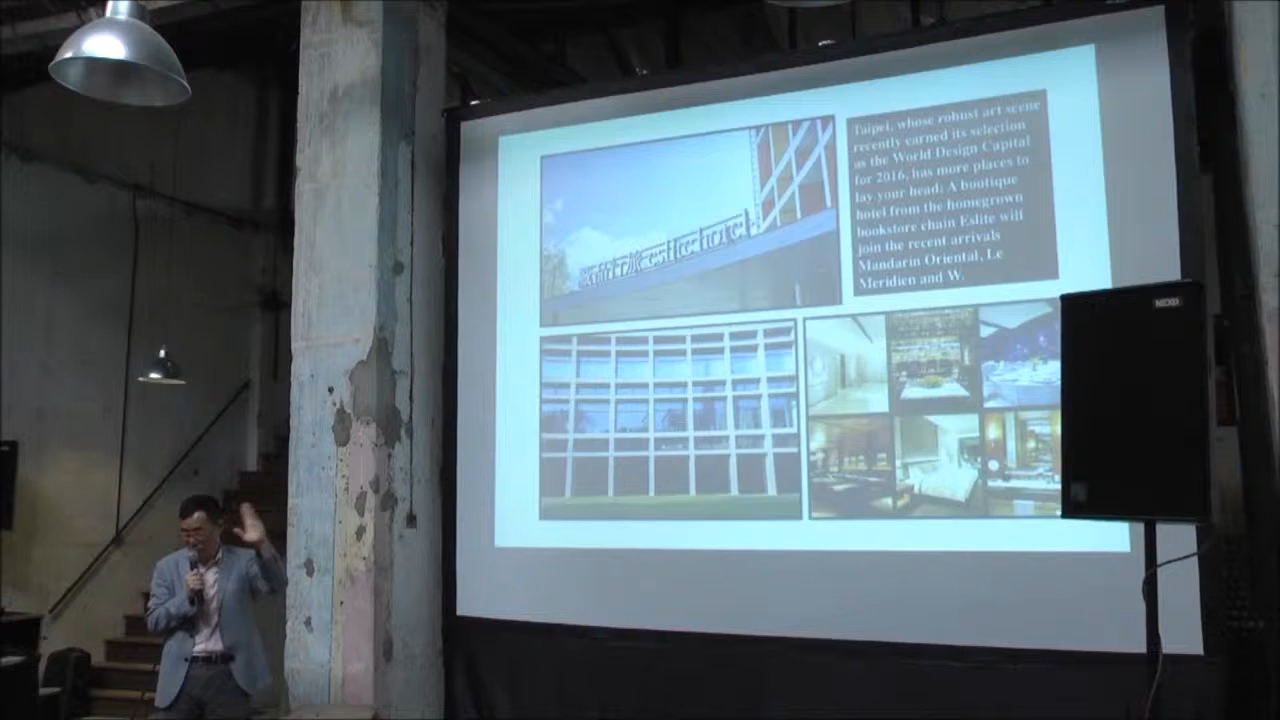 eslite hotel
Taipei, whose robust art scene
recently earned its selection
as the World Design Capital
for 2016, has more places to
lay your head: A boutique
hotel from the homegrown
bookstore chain Eslite will
join the recent arrivals
Mandarin Oriental, Le
Meridien and W.